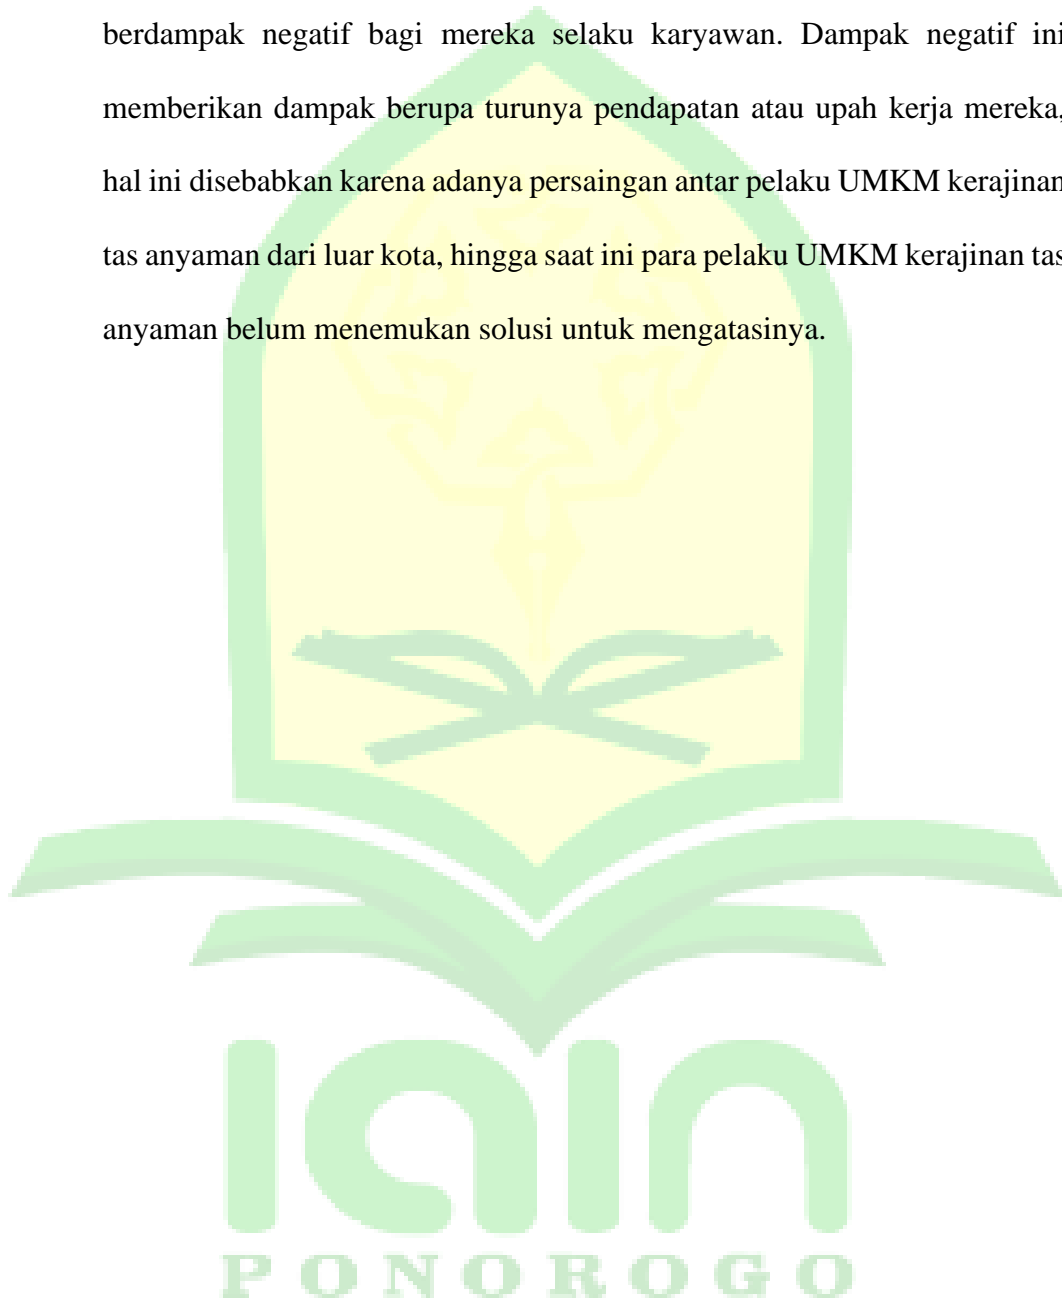 berdampak negatif bagi mereka selaku karyawan. Dampak negatif ini
memberikan dampak berupa turunya pendapatan atau upah kerja mereka,
hal ini disebabkan karena adanya persaingan antar pelaku UMKM kerajinan
tas anyaman dari luar kota, hingga saat ini para pelaku UMKM kerajinan tas
anyaman belum menemukan solusi untuk mengatasinya.
iain
PONOROGO